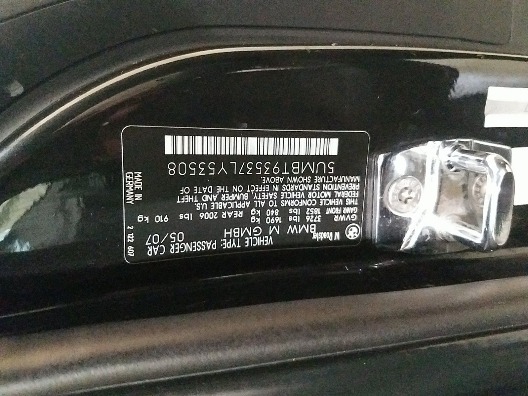 M Roadster VEHICLE TYPE: PASSENGER CAR
BMW M GMBH 05/07
GVWR 3726 lbs 1690 kg
GAWR FRONT 1852 lbs 840 kg REAR 2006 lbs 910 kg
THIS VEHICLE CONFORMS TO ALL APPLICABLE U.S.
FEDERAL MOTOR VEHICLE SAFETY, BUMPER AND THEFT
PREVENTION STANDARDS IN EFFECT ON THE DATE OF
MANUFACTURE SHOWN ABOVE.
5UMBT93537LY53508
MADE IN
GERMANY